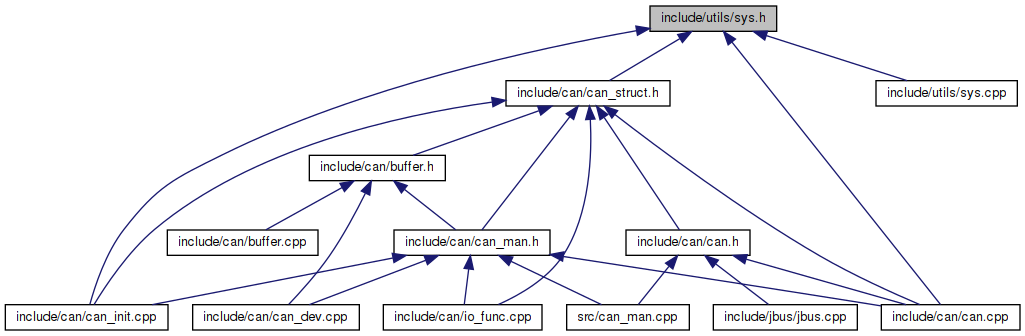 include/utils/sys.h
include/can/can_struct.h
include/utils/sys.cpp
include/can/buffer.h
include/can/buffer.cpp
include/can/can_man.h
include/can/can.h
include/can/can_init.cpp
include/can/can_dev.cpp
include/can/io_func.cpp
src/can_man.cpp
include/jbus/jbus.cpp
include/can/can.cpp